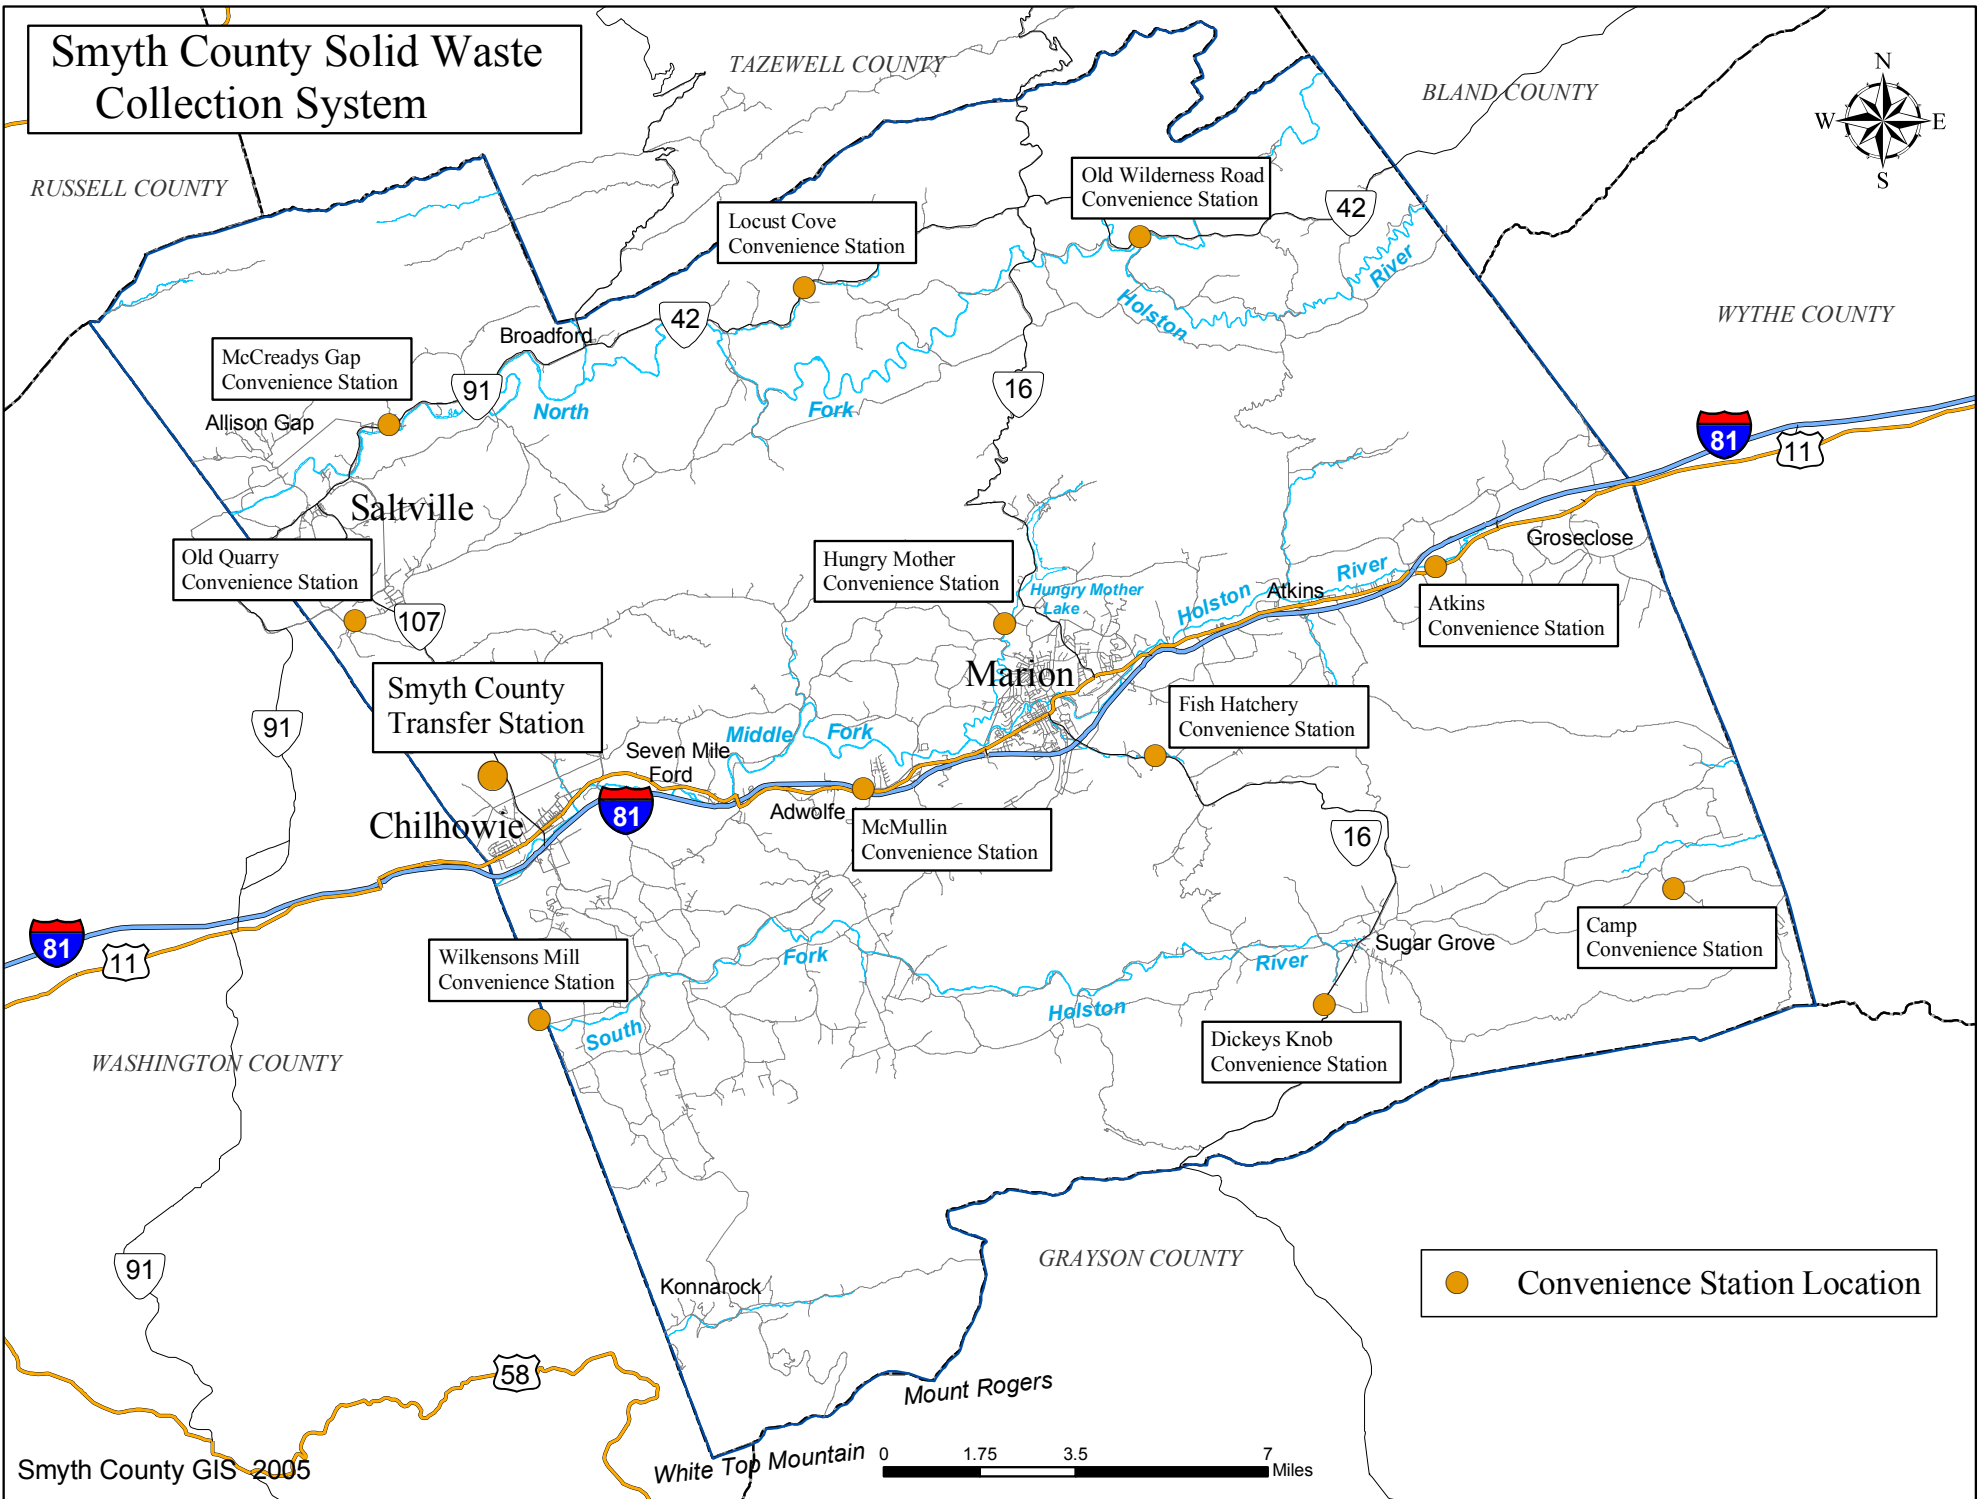 Smyth County Solid Waste
Collection System
TAZEWELL COUNTY
BLAND COUNTY
N
W
E
S
RUSSELL COUNTY
Old Wilderness Road
Convenience Station
42
Locust Cove
Convenience Station
River
Holston
WYTHE COUNTY
Broadford
42
McCreadys Gap
Convenience Station
91
North
Fork
16
Allison Gap
81
11
Saltville
Groseclose
Old Quarry
Convenience Station
Hungry Mother
Convenience Station
Hungry Mother
Lake
Holston
River
Atkins
Atkins
Convenience Station
107
Marion
Smyth County
Transfer Station
Fish Hatchery
Convenience Station
91
Middle
Fork
Seven Mile
Ford
81
Adwolfe
Chilhowie
McMullin
Convenience Station
16
81
11
Camp
Convenience Station
Sugar Grove
Wilkensons Mill
Convenience Station
Fork
River
South
Holston
Dickeys Knob
Convenience Station
WASHINGTON COUNTY
91
GRAYSON COUNTY
Konnarock
Convenience Station Location
58
Mount Rogers
White Top Mountain
0
1.75
3.5
7
Miles
Smyth County GIS 2005